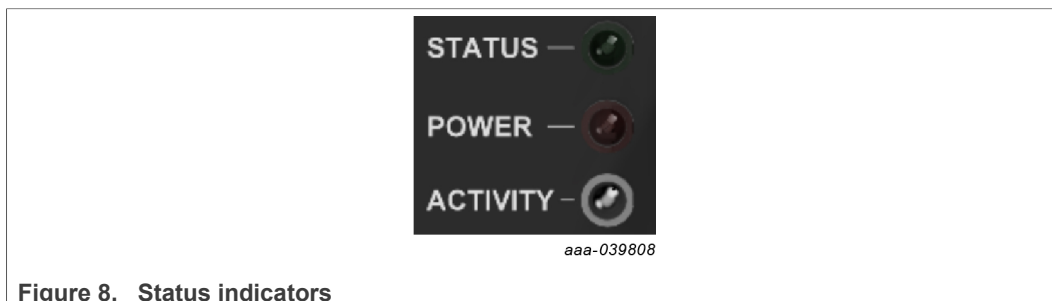 STATUS
POWER
ACTIVITY
aaa-039808
Figure 8. Status indicators